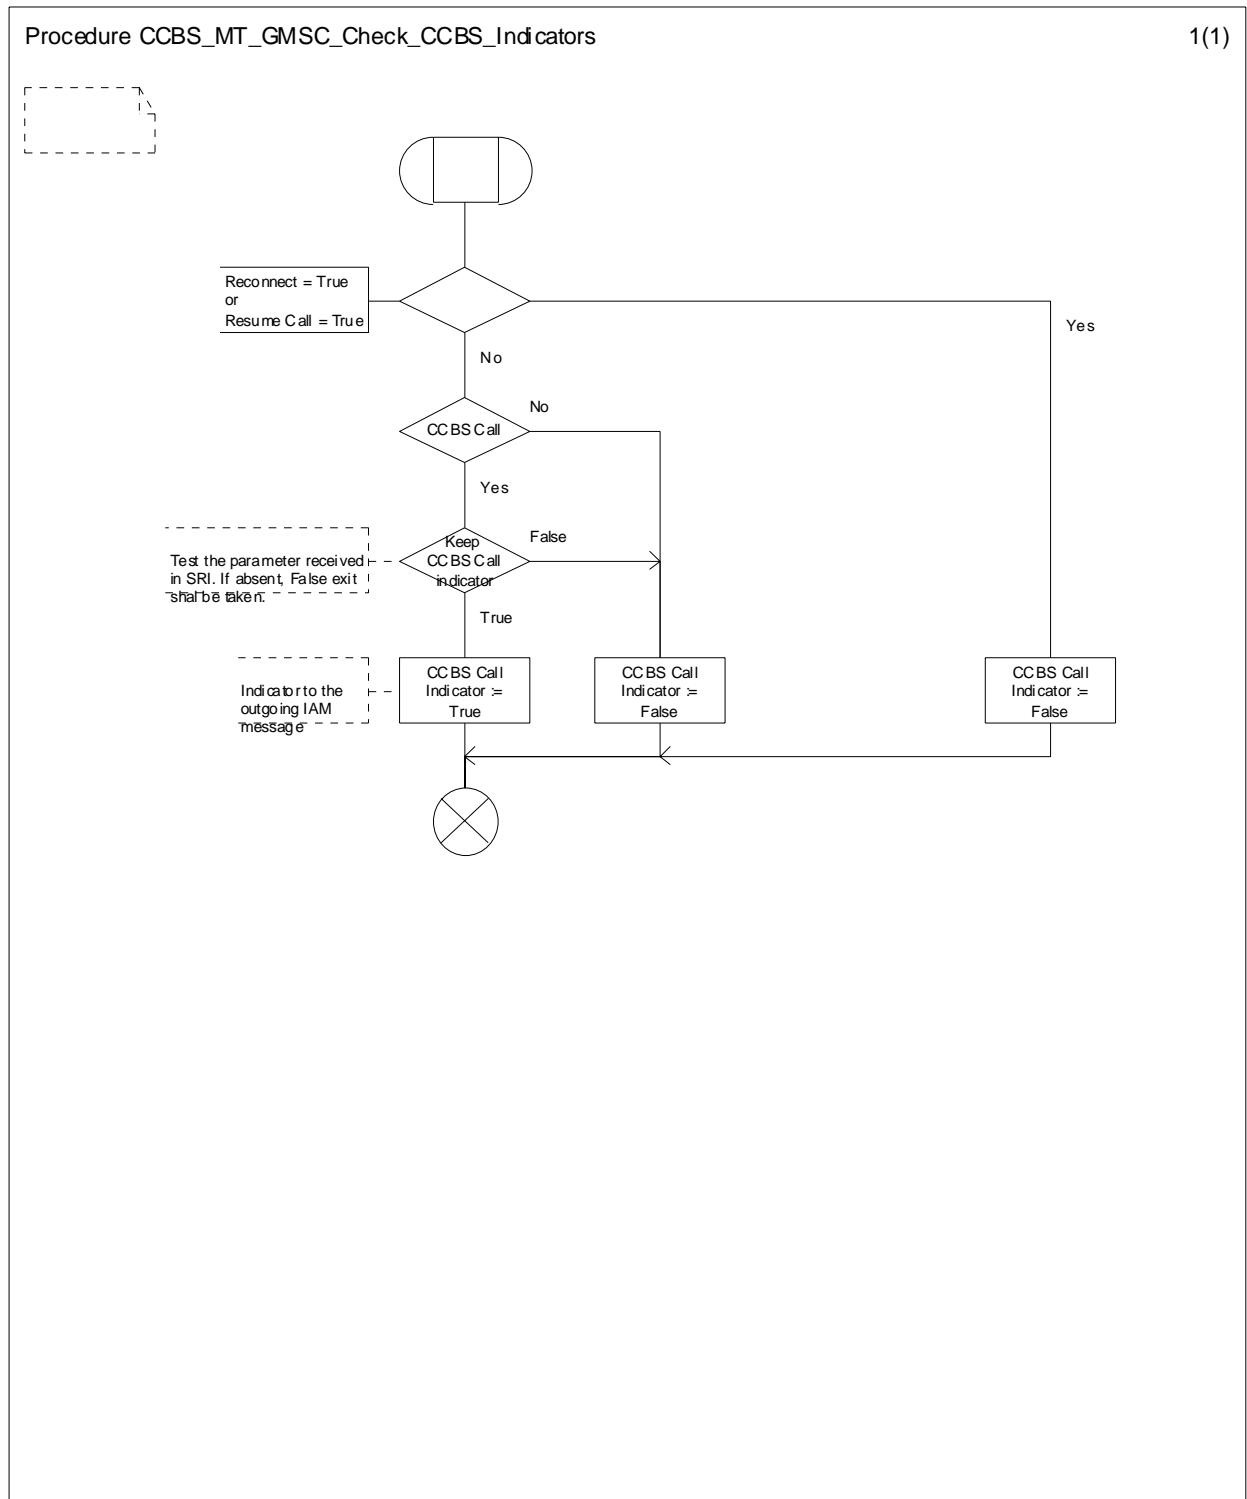 Procedure CCBS_MT_GMSC_Check_CCBS_Indicators
1(1)
Reconnect = True
or
Resume Call = True
Yes
No
No
CCBS Call
Yes
Keep
CCBS Call
indicator
False
Test the parameter received
in SRI. If absent, False exit
shal be taken.
True
CCBS Call
Indicator :=
True
CCBS Call
Indicator :=
False
CCBS Call
Indicator :=
False
Indicator to the
outgoing IAM
message